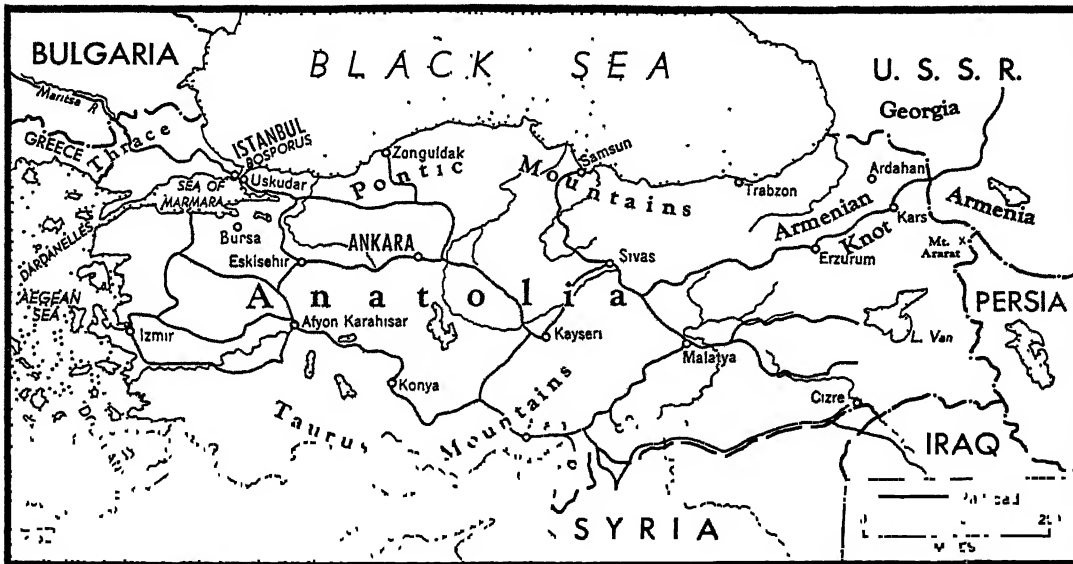 BULGARIA
BLACK SEA
U. S. S. R.
Georgia
Maritsa R
GREECE
Thrace
ISTANBUL
BOSPORUS
Uskudar
SEA OF
MARMARA
DARDANELLES
Zonguldak
Pontic
Mountains
Samsun
Trabzon
Ardahan
Armenian
Knot
Kars
Armenia
Mt.
Ararat
Bursa
ANKARA
Eskisehir
Sivas
Erzurum
Anatolia
AEGEAN
SEA
PERSIA
Izmir
Afyon Karahisar
Kayseri
L. Van
Malatya
Konya
Cizre
Taurus
Mountains
IRAQ
SYRIA